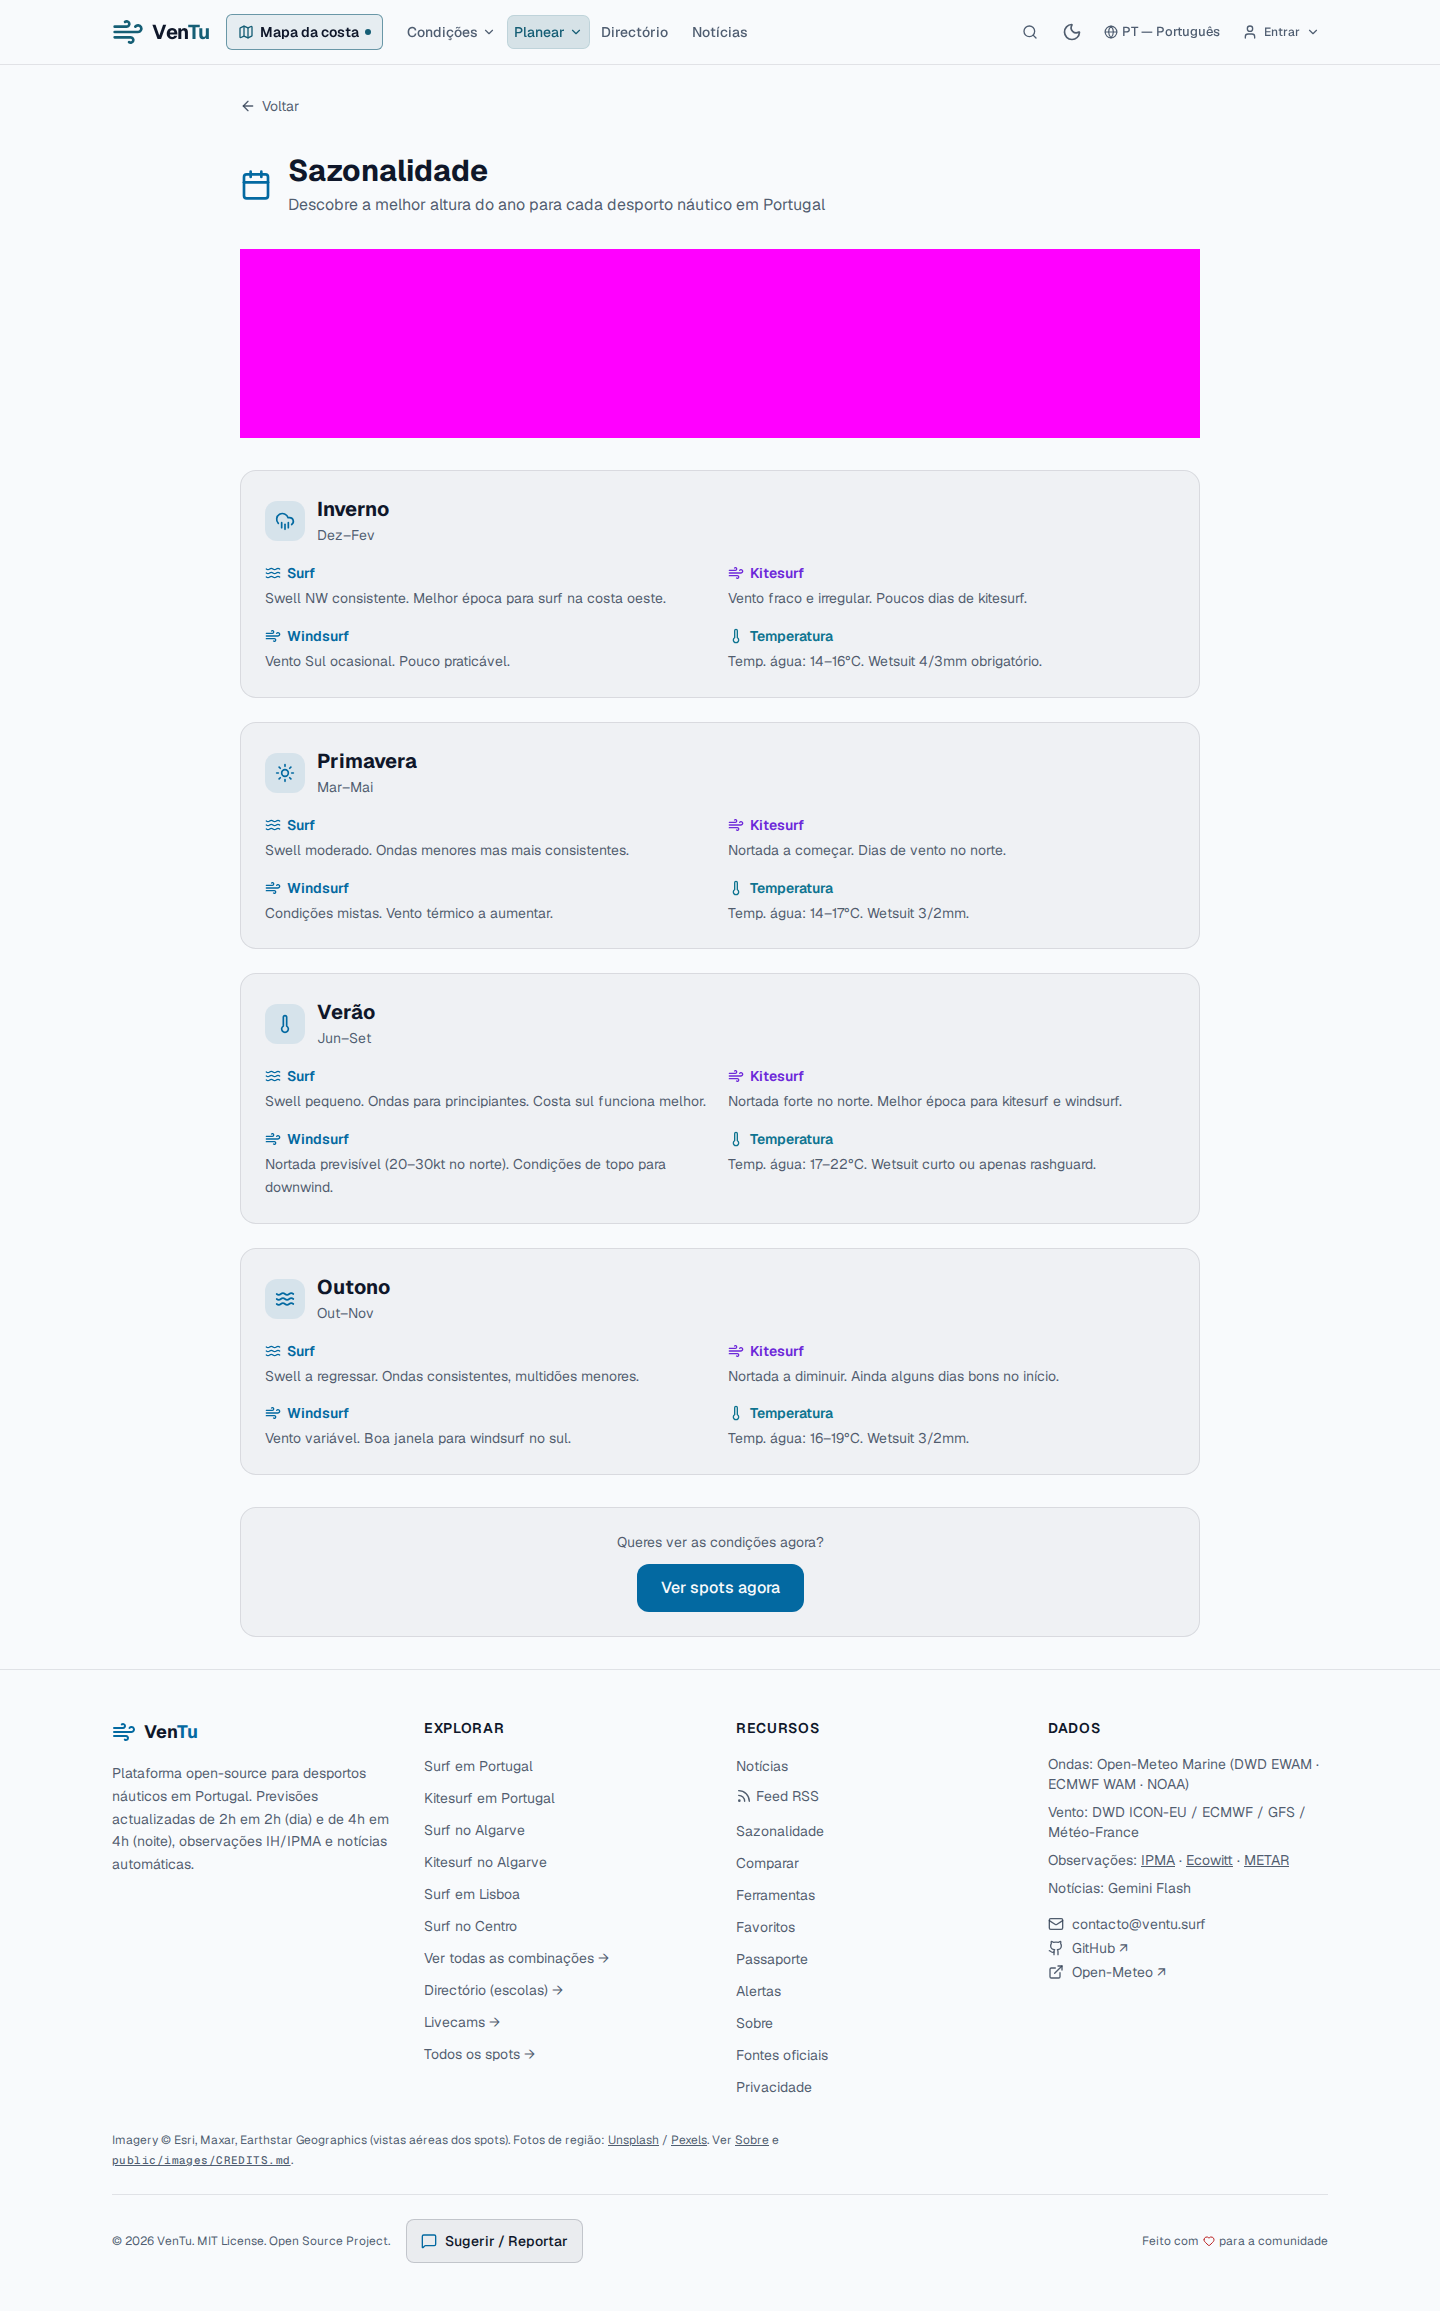 VenTu
Mapa da costa
Condições
Planear
Directório
Notícias
PT — Português
Entrar
Voltar
Sazonalidade
Descobre a melhor altura do ano para cada desporto náutico em Portugal
Inverno
Dez–Fev
Surf
Swell NW consistente. Melhor época para surf na costa oeste.
Kitesurf
Vento fraco e irregular. Poucos dias de kitesurf.
Windsurf
Vento Sul ocasional. Pouco praticável.
Temperatura
Temp. água: 14–16°C. Wetsuit 4/3mm obrigatório.
Primavera
Mar–Mai
Surf
Swell moderado. Ondas menores mas mais consistentes.
Kitesurf
Nortada a começar. Dias de vento no norte.
Windsurf
Condições mistas. Vento térmico a aumentar.
Temperatura
Temp. água: 14–17°C. Wetsuit 3/2mm.
Verão
Jun–Set
Surf
Swell pequeno. Ondas para principiantes. Costa sul funciona melhor.
Kitesurf
Nortada forte no norte. Melhor época para kitesurf e windsurf.
Windsurf
Nortada previsível (20–30kt no norte). Condições de topo para
downwind.
Temperatura
Temp. água: 17–22°C. Wetsuit curto ou apenas rashguard.
Outono
Out–Nov
Surf
Swell a regressar. Ondas consistentes, multidões menores.
Kitesurf
Nortada a diminuir. Ainda alguns dias bons no início.
Windsurf
Vento variável. Boa janela para windsurf no sul.
Temperatura
Temp. água: 16–19°C. Wetsuit 3/2mm.
Queres ver as condições agora?
Ver spots agora
VenTu
Plataforma open-source para desportos
náuticos em Portugal. Previsões
actualizadas de 2h em 2h (dia) e de 4h em
4h (noite), observações IH/IPMA e notícias
automáticas.
EXPLORAR
Surf em Portugal
Kitesurf em Portugal
Surf no Algarve
Kitesurf no Algarve
Surf em Lisboa
Surf no Centro
Ver todas as combinações →
Directório (escolas) →
Livecams →
Todos os spots →
RECURSOS
Notícias
Feed RSS
Sazonalidade
Comparar
Ferramentas
Favoritos
Passaporte
Alertas
Sobre
Fontes oficiais
Privacidade
DADOS
Ondas: Open-Meteo Marine (DWD EWAM ·
ECMWF WAM · NOAA)
Vento: DWD ICON-EU / ECMWF / GFS /
Météo-France
Observações: IPMA · Ecowitt · METAR
Notícias: Gemini Flash
contacto@ventu.surf
GitHub ↗
Open-Meteo ↗
Imagery © Esri, Maxar, Earthstar Geographics (vistas aéreas dos spots). Fotos de região: Unsplash / Pexels. Ver Sobre e
public/images/CREDITS.md.
© 2026 VenTu. MIT License. Open Source Project.
Sugerir / Reportar
Feito com ♡ para a comunidade